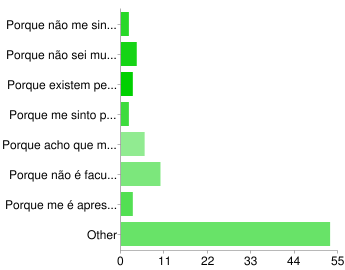 Porque não me sin...
Porque não sei mu...
Porque existem pe...
Porque me sinto p...
Porque acho que m...
Porque não é facu...
Porque me é apres...
Other
0 11 22 33 44 55